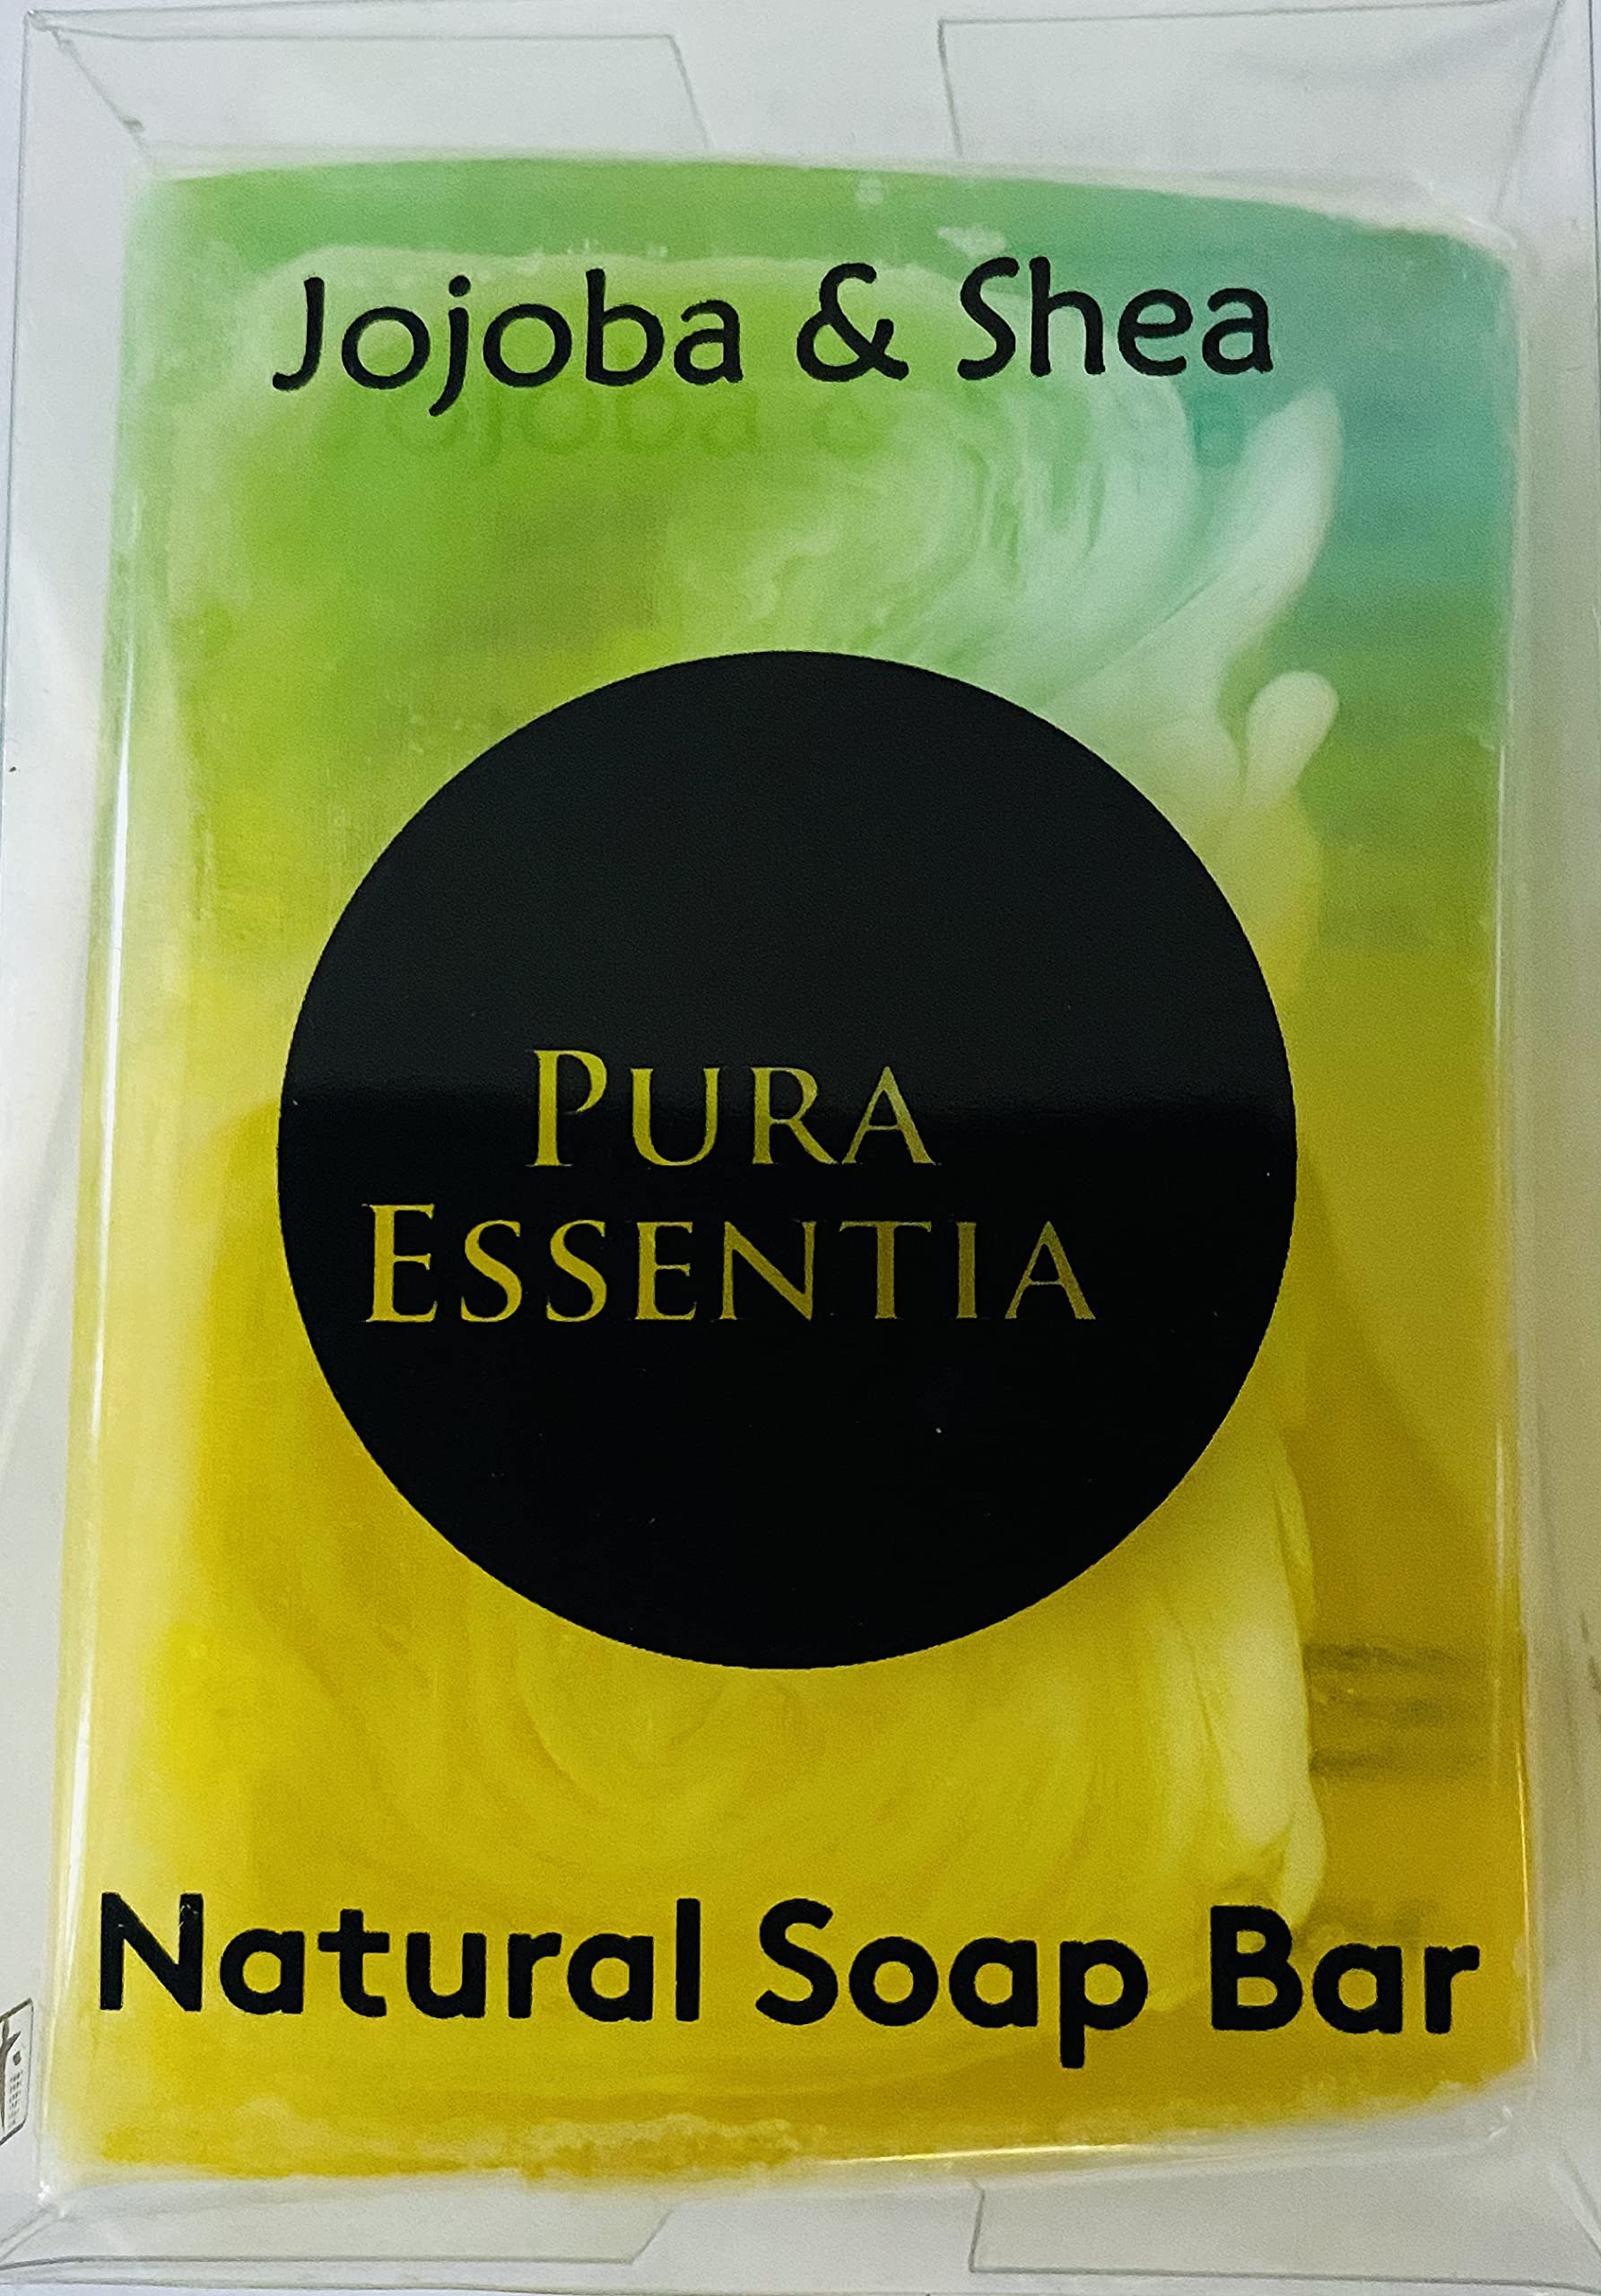 Jojoba & Shea
PURA
ESSENTIA
Natural Soap Bar